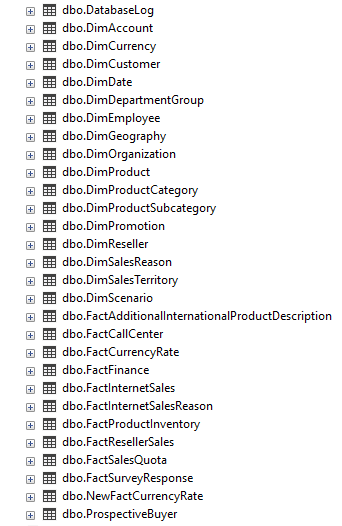 dbo.DatabaseLog
dbo.DimAccount
dbo.DimCurrency
dbo.DimCustomer
dbo.DimDate
dbo.DimDepartmentGroup
dbo.DimEmployee
dbo.DimGeography
dbo.DimOrganization
dbo.DimProduct
dbo.DimProductCategory
dbo.DimProductSubcategory
dbo.DimPromotion
dbo.DimReseller
dbo.DimSalesReason
dbo.DimSalesTerritory
dbo.DimScenario
dbo.FactAdditionalInternationalProductDescription
dbo.FactCallCenter
dbo.FactCurrencyRate
dbo.FactFinance
dbo.FactInternetSales
dbo.FactInternetSalesReason
dbo.FactProductInventory
dbo.FactResellerSales
dbo.FactSalesQuota
dbo.FactSurveyResponse
dbo.NewFactCurrencyRate
dbo.ProspectiveBuyer